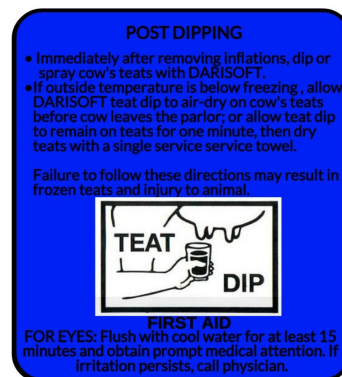 POST DIPPING
• Immediately after removing inflations, dip or
spray cow's teats with DARISOFT.
•If outside temperature is below freezing , allow
DARISOFT teat dip to air-dry on cow's teats
before cow leaves the parlor; or allow teat dip
to remain on teats for one minute, then dry
teats with a single service service towel.
Failure to follow these directions may result in
frozen teats and injury to animal.
TEAT
DIP
FIRST AID
FOR EYES: Flush with cool water for at least 15
minutes and obtain prompt medical attention. If
irritation persists, call physician.